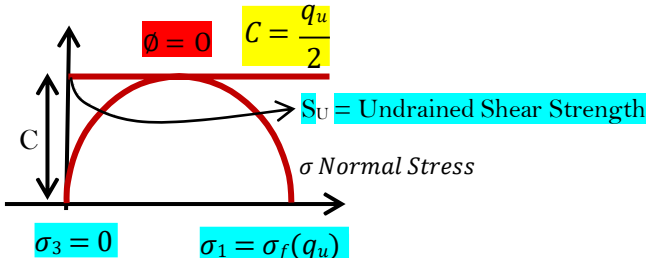 ∅ = 0
C = q_u / 2
S_U = Undrained Shear Strength
C
σ Normal Stress
σ_3 = 0
σ_1 = σ_f(q_u)